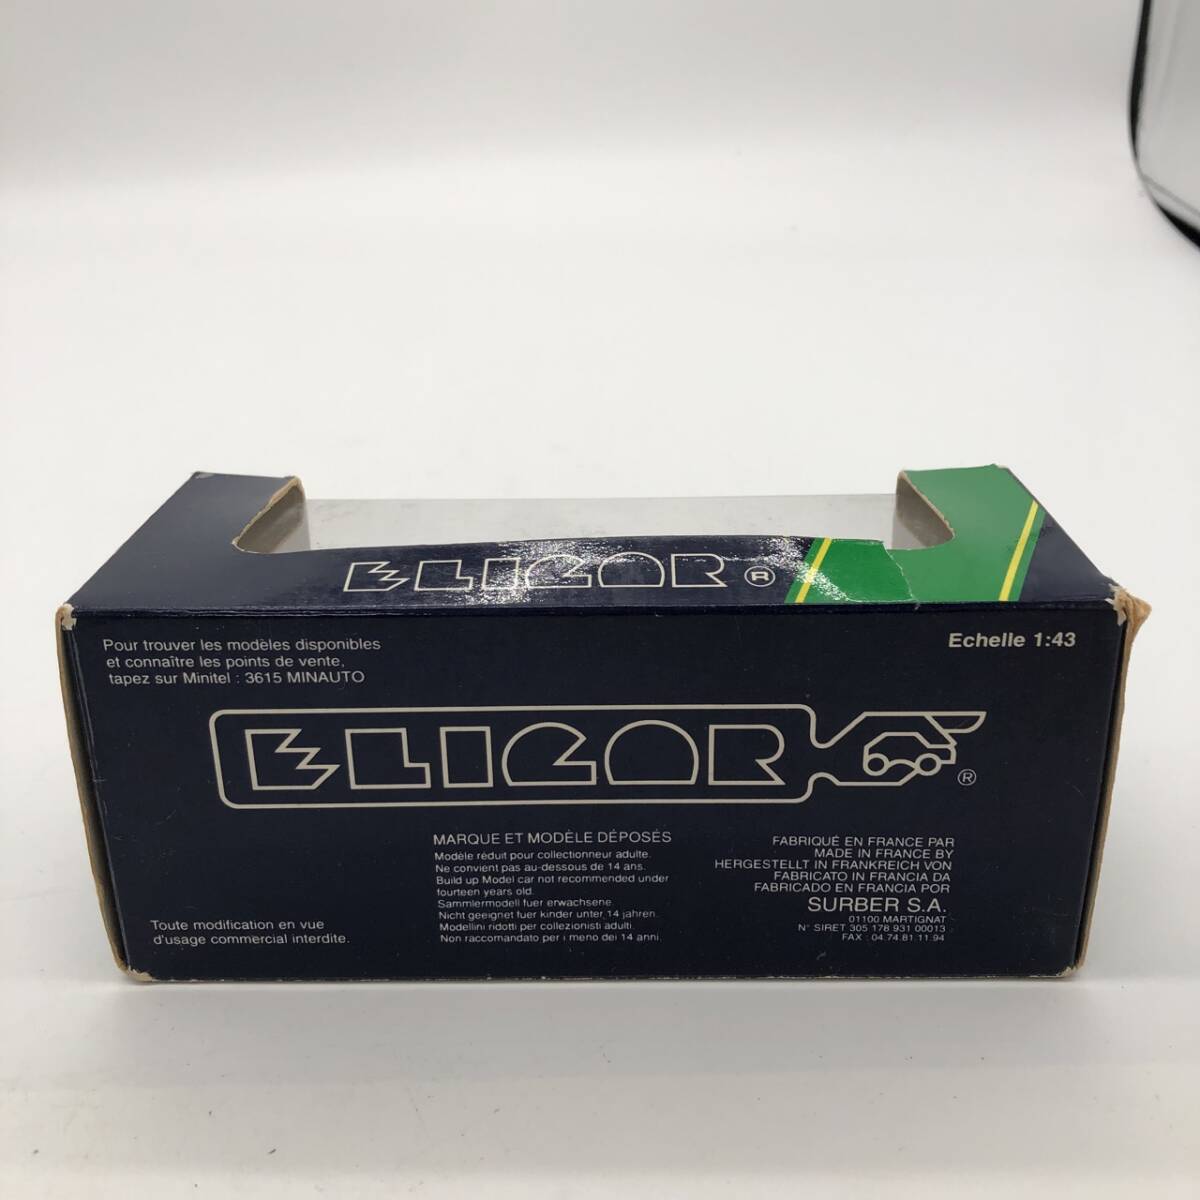 ELIGOR ®
Pour trouver les modèles disponibles
et connaître les points de vente,
tapez sur Minitel : 3615 MINAUTO
Echelle 1:43
ELIGOR
®
MARQUE ET MODÈLE DÉPOSÉS
Modèle réduit pour collectionneur adulte.
Ne convient pas au-dessous de 14 ans.
Build up Model car not recommended under
fourteen years old.
Sammlermodell fuer erwachsene.
Nicht geeignet fuer kinder unter 14 jahren.
Modellini ridotti per collezionisti adulti.
Non raccomandato per i meno dei 14 anni.
FABRIQUÉ EN FRANCE PAR
MADE IN FRANCE BY
HERGESTELLT IN FRANKREICH VON
FABRICATO IN FRANCIA DA
FABRICADO EN FRANCIA POR
SURBER S.A.
01100 MARTIGNAT
N° SIRET 305 178 931 00013
FAX : 04.74.81.11.94
Toute modification en vue
d'usage commercial interdite.